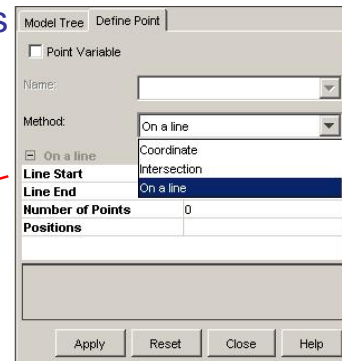 s
Model Tree Define Point
Point Variable
Name:
Method: On a line
Coordinate
Intersection
On a line
On a line
Line Start
Line End
Number of Points 0
Positions
Apply Reset Close Help